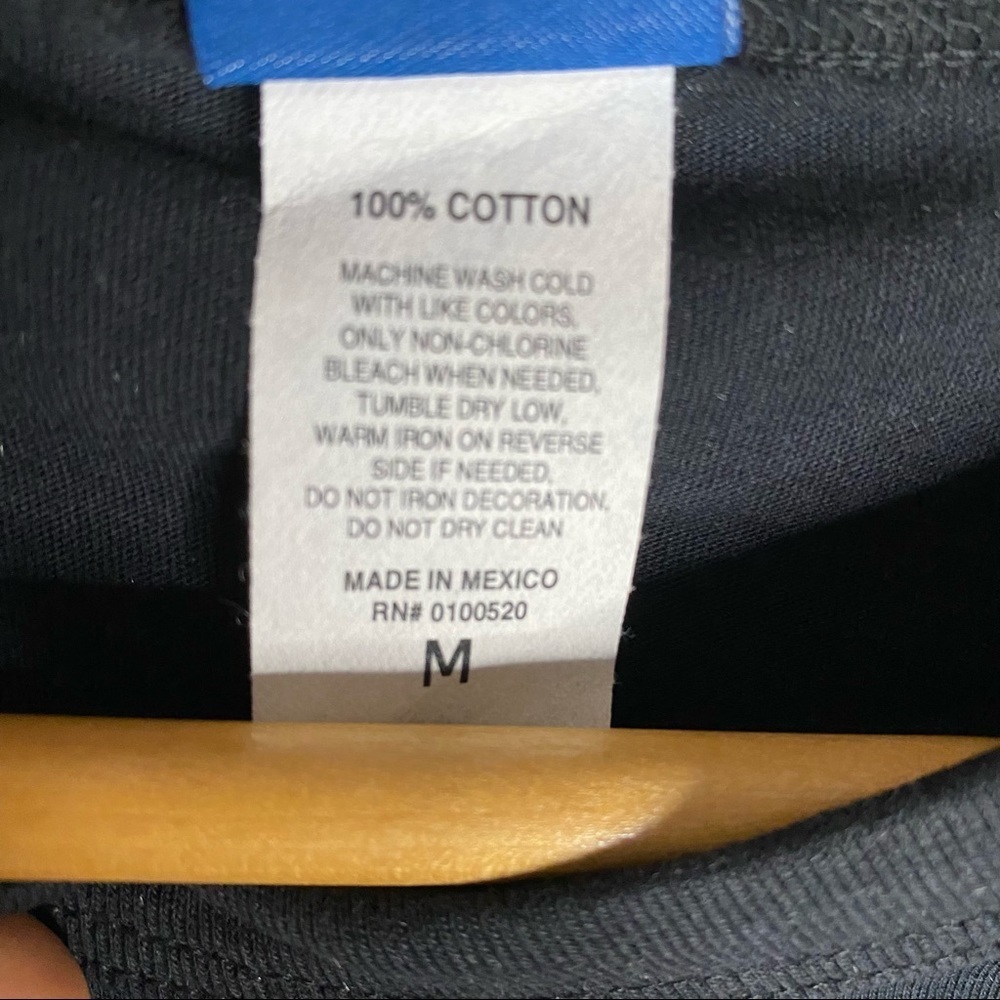 100% COTTON
MACHINE WASH COLD
WITH LIKE COLORS,
ONLY NON-CHLORINE
BLEACH WHEN NEEDED,
TUMBLE DRY LOW,
WARM IRON ON REVERSE
SIDE IF NEEDED,
DO NOT IRON DECORATION,
DO NOT DRY CLEAN
MADE IN MEXICO
RN# 0100520
M